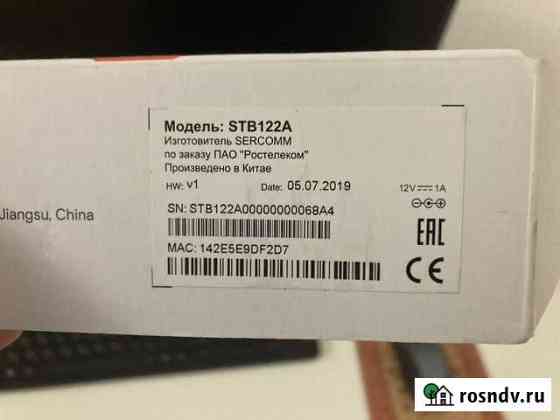 Модель: STB122A
Изготовитель SERCOMM
по заказу ПАО "Ростелеком"
Произведено в Китае
HW: v1 Date: 05.07.2019 12V 1A
SN: STB122A00000000068A4
Jiangsu, China
EAC
MAC: 142E5E9DF2D7
CE
rosndv.ru